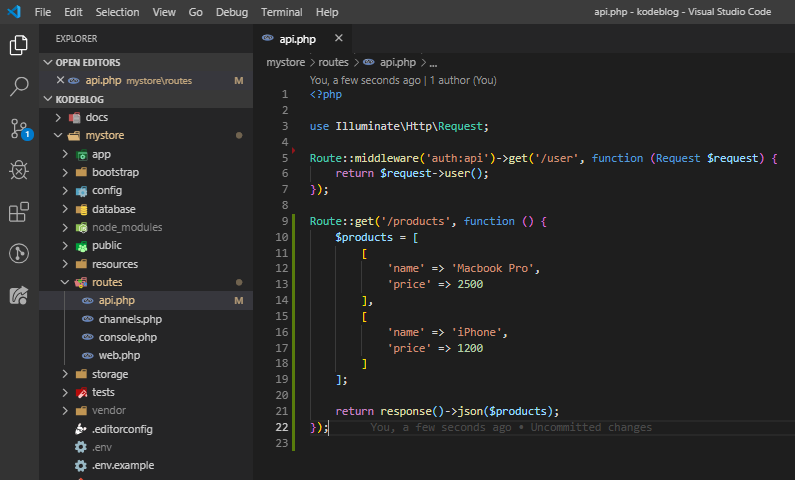 File Edit Selection View Go Debug Terminal Help api.php - kodeblog - Visual Studio Code
EXPLORER
OPEN EDITORS
api.php mystore\routes M
KODEBLOG
docs
mystore
app
bootstrap
config
database
node_modules
public
resources
routes
api.php M
channels.php
console.php
web.php
storage
tests
vendor
.editorconfig
.env
.env.example
1
api.php
mystore > routes > api.php > ...
You, a few seconds ago | 1 author (You)
1 <?php
2
3 use Illuminate\Http\Request;
4
5 Route::middleware('auth:api')->get('/user', function (Request $request) {
6 return $request->user();
7 });
8
9 Route::get('/products', function () {
10 $products = [
11 [
12 'name' => 'Macbook Pro',
13 'price' => 2500
14 ],
15 [
16 'name' => 'iPhone',
17 'price' => 1200
18 ]
19 ];
20
21 return response()->json($products);
22 }); You, a few seconds ago • Uncommitted changes
23